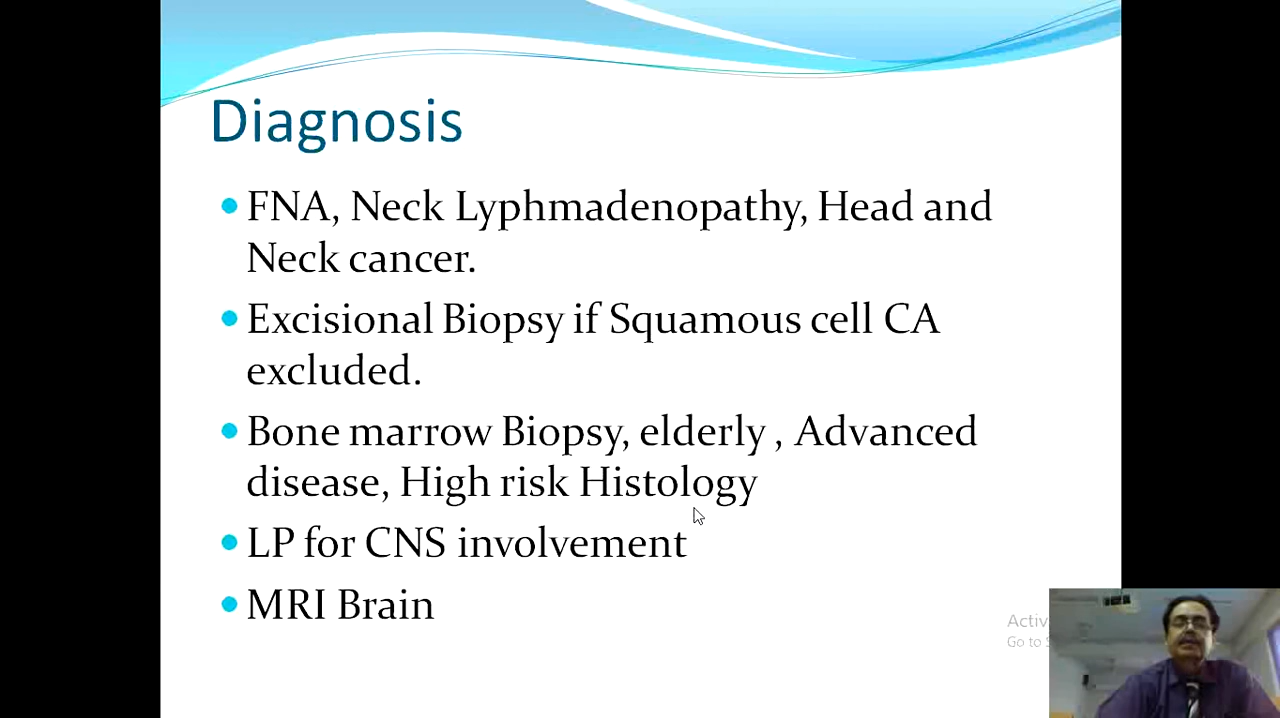 Diagnosis
FNA, Neck Lyphmadenopathy, Head and
Neck cancer.
Excisional Biopsy if Squamous cell CA
excluded.
Bone marrow Biopsy, elderly , Advanced
disease, High risk Histology
LP for CNS involvement
MRI Brain
Go to